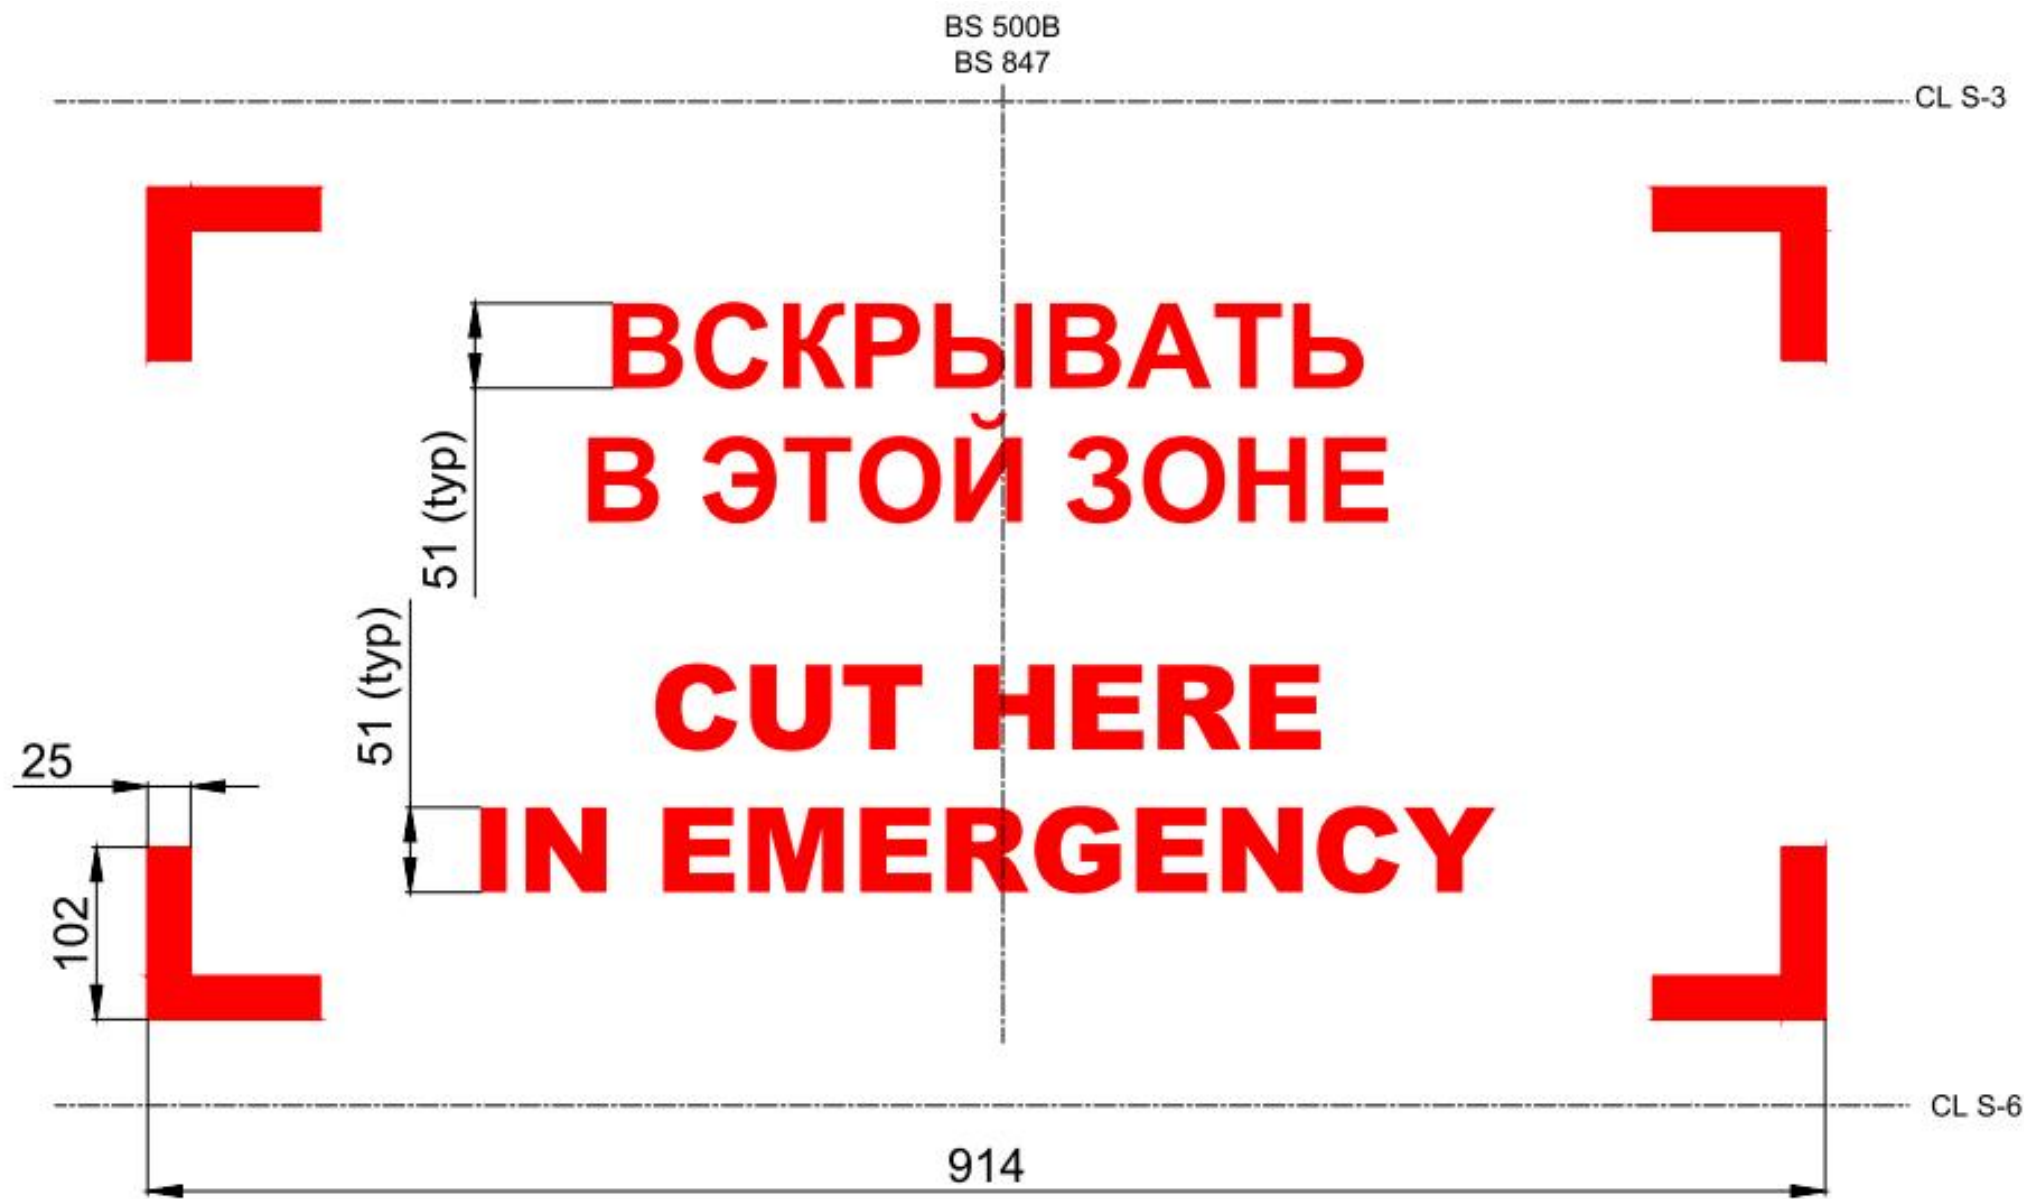 BS 500B
BS 847
CL S-3
ВСКРЫВАТЬ
51 (typ)
В ЭТОЙ ЗОНЕ
51 (typ)
CUT HERE
25
IN EMERGENCY
102
CL S-6
914